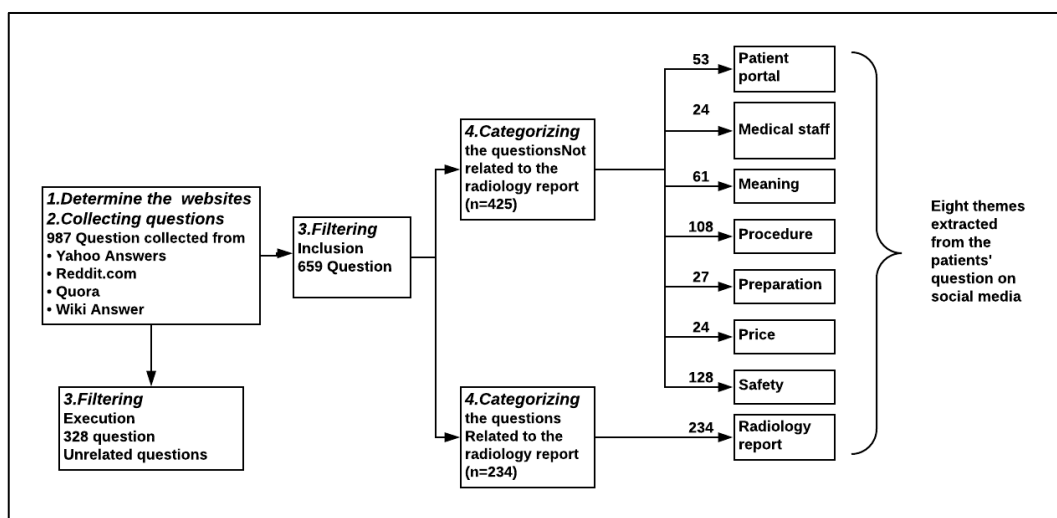 1.Determine the websites
2.Collecting questions
987 Question collected from
• Yahoo Answers
• Reddit.com
• Quora
• Wiki Answer
3.Filtering
Execution
328 question
Unrelated questions
3.Filtering
Inclusion
659 Question
4.Categorizing
the questionsNot
related to the
radiology report
(n=425)
4.Categorizing
the questions
Related to the
radiology report
(n=234)
53
Patient
portal
24
Medical staff
61
Meaning
108
Procedure
27
Preparation
24
Price
128
Safety
234
Radiology
report
Eight themes
extracted
from the
patients'
question on
social media